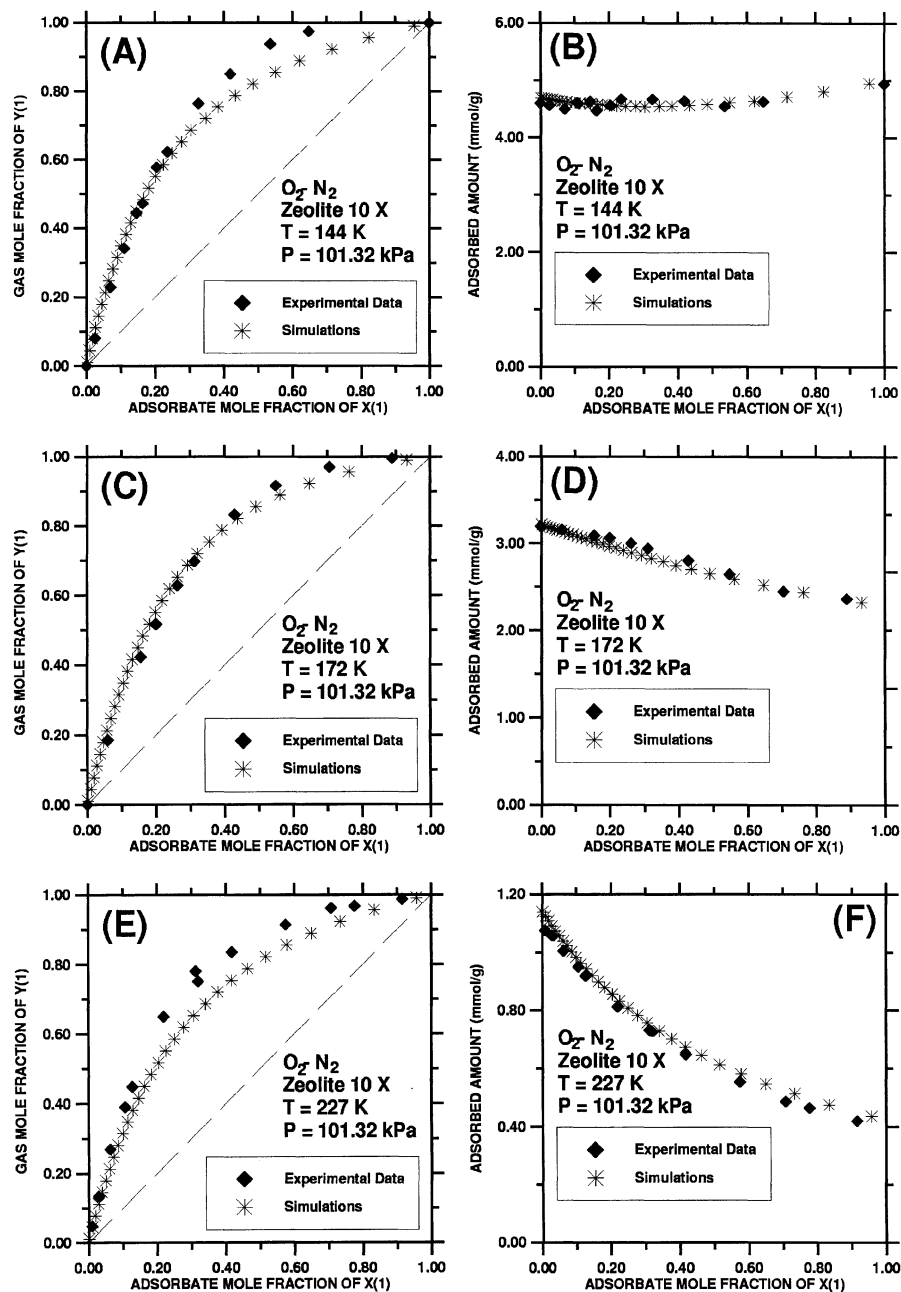 (A)
GAS MOLE FRACTION OF Y(1)
1.00
0.80
0.60
0.40
0.20
0.00
O2- N2
Zeolite 10 X
T = 144 K
P = 101.32 kPa
Experimental Data
Simulations
0.00 0.20 0.40 0.60 0.80 1.00
ADSORBATE MOLE FRACTION OF X(1)
(B)
ADSORBED AMOUNT (mmol/g)
6.00
4.00
2.00
0.00
O2- N2
Zeolite 10 X
T = 144 K
P = 101.32 kPa
Experimental Data
Simulations
0.00 0.20 0.40 0.60 0.80 1.00
ADSORBATE MOLE FRACTION OF X(1)
(C)
GAS MOLE FRACTION OF Y(1)
1.00
0.80
0.60
0.40
0.20
0.00
O2- N2
Zeolite 10 X
T = 172 K
P = 101.32 kPa
Experimental Data
Simulations
0.00 0.20 0.40 0.60 0.80 1.00
ADSORBATE MOLE FRACTION OF X(1)
(D)
ADSORBED AMOUNT (mmol/g)
4.00
3.00
2.00
1.00
0.00
O2- N2
Zeolite 10 X
T = 172 K
P = 101.32 kPa
Experimental Data
Simulations
0.00 0.20 0.40 0.60 0.80 1.00
ADSORBATE MOLE FRACTION OF X(1)
(E)
GAS MOLE FRACTION OF Y(1)
1.00
0.80
0.60
0.40
0.20
0.00
O2- N2
Zeolite 10 X
T = 227 K
P = 101.32 kPa
Experimental Data
Simulations
0.00 0.20 0.40 0.60 0.80 1.00
ADSORBATE MOLE FRACTION OF X(1)
(F)
ADSORBED AMOUNT (mmol/g)
1.20
0.80
0.40
0.00
O2- N2
Zeolite 10 X
T = 227 K
P = 101.32 kPa
Experimental Data
Simulations
0.00 0.20 0.40 0.60 0.80 1.00
ADSORBATE MOLE FRACTION OF X(1)